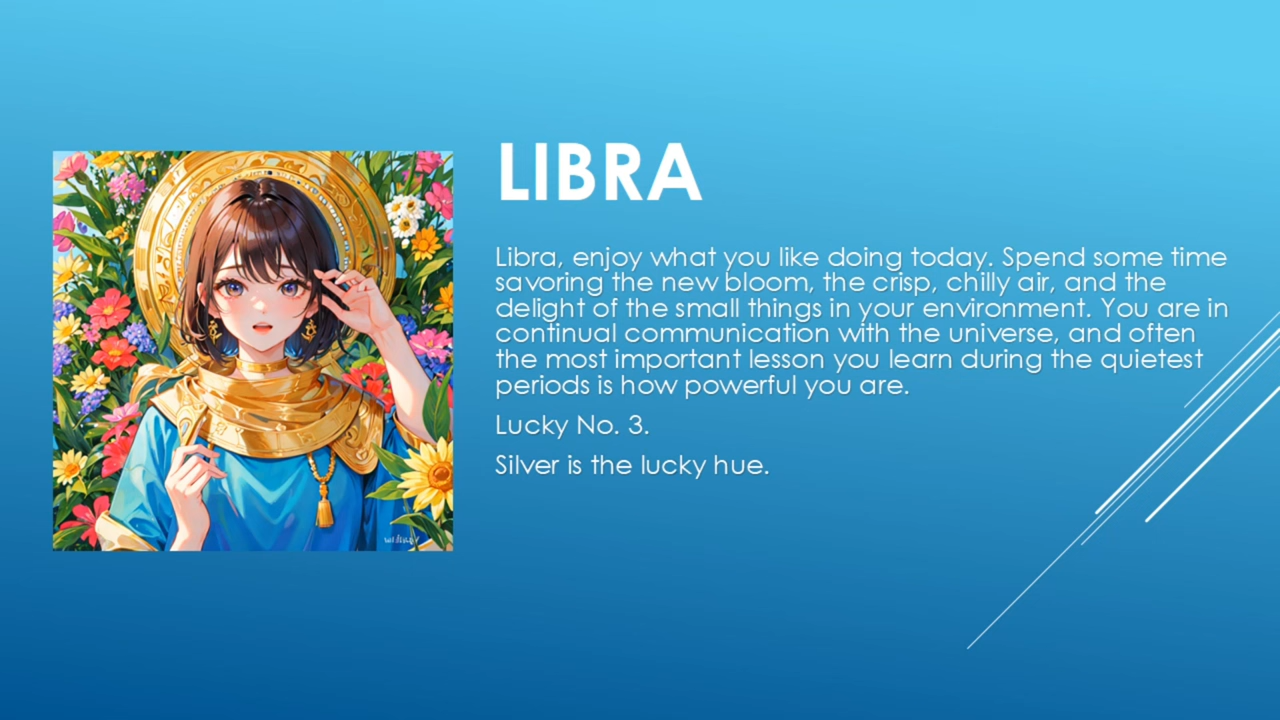 LIBRA
Libra, enjoy what you like doing today. Spend some time
savoring the new bloom, the crisp, chilly air, and the
delight of the small things in your environment. You are in
continual communication with the universe, and often
the most important lesson you learn during the quietest
periods is how powerful you are.
Lucky No. 3.
Silver is the lucky hue.